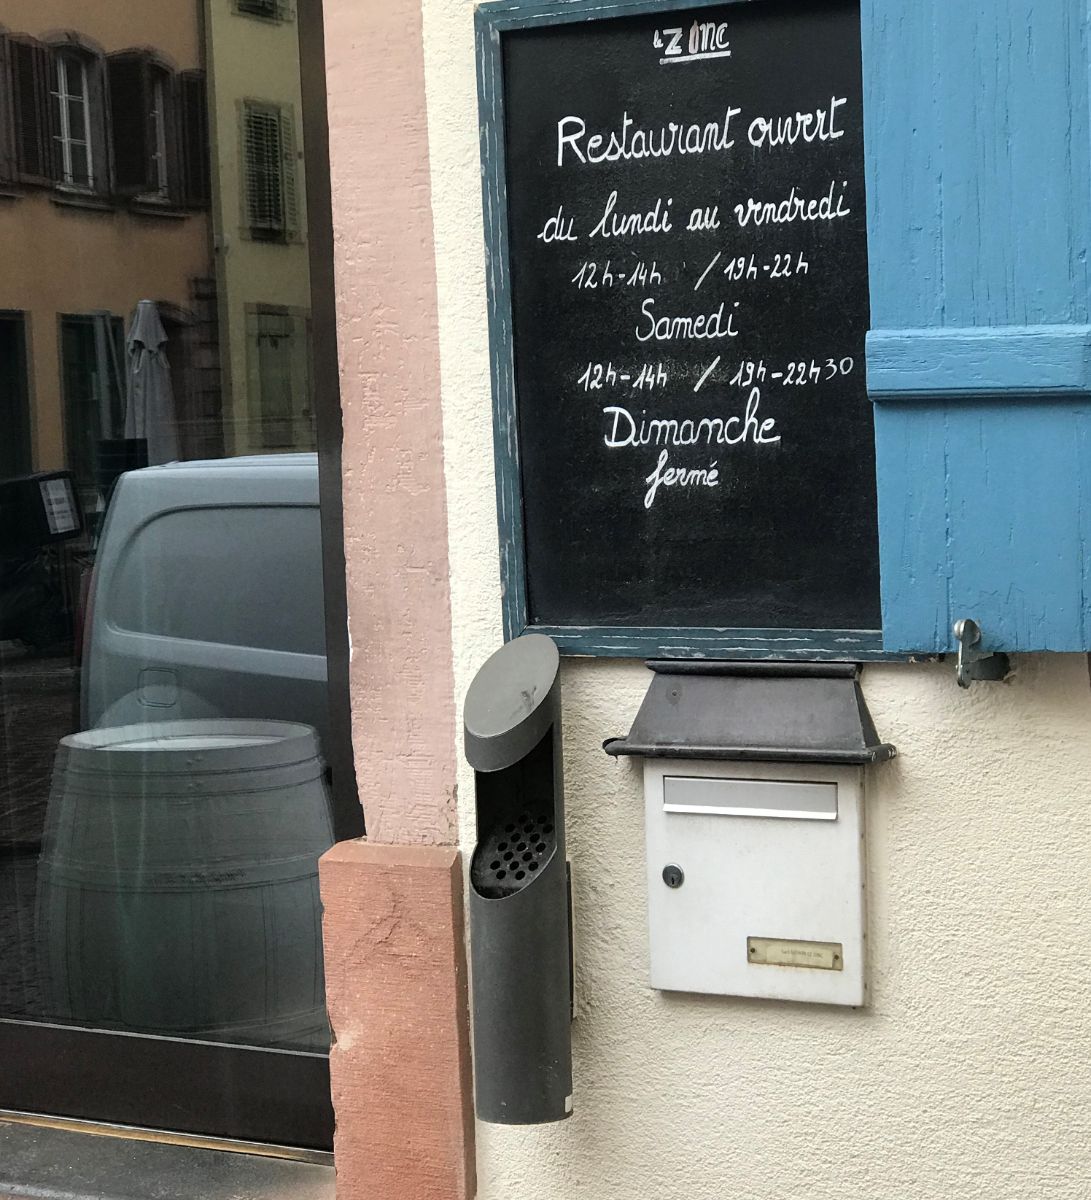 le ZINC
Restaurant ouvert
du lundi au vendredi
12h-14h / 19h-22h
Samedi
12h-14h / 19h-22h30
Dimanche
fermé